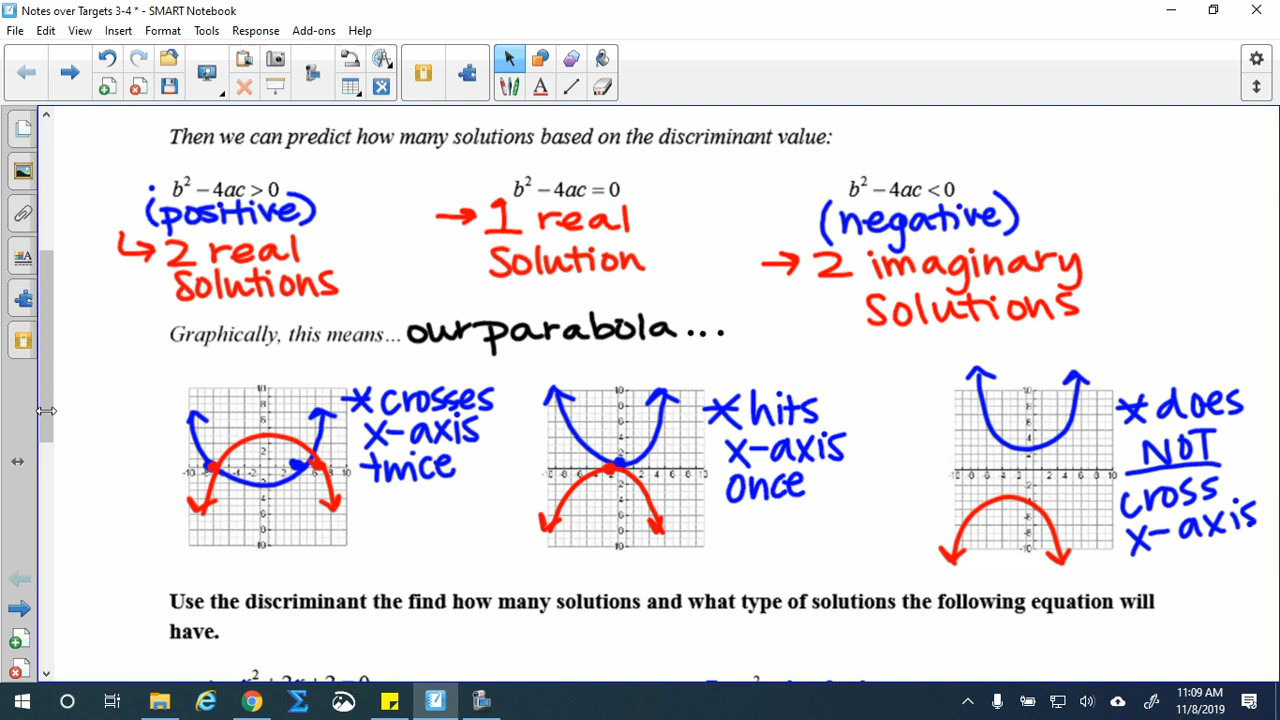 Notes over Targets 3-4 * - SMART Notebook
File Edit View Insert Format Tools Response Add-ons Help
Then we can predict how many solutions based on the discriminant value:
b² − 4ac > 0
(positive)
↳ 2 real
solutions
b² − 4ac = 0
→ 1 real
Solution
b² − 4ac < 0
(negative)
→ 2 imaginary
Solutions
Graphically, this means... our parabola...
* crosses
x-axis
twice
* hits
x-axis
once
* does
NOT
cross
x-axis
Use the discriminant the find how many solutions and what type of solutions the following equation will
have.
11:09 AM
11/8/2019